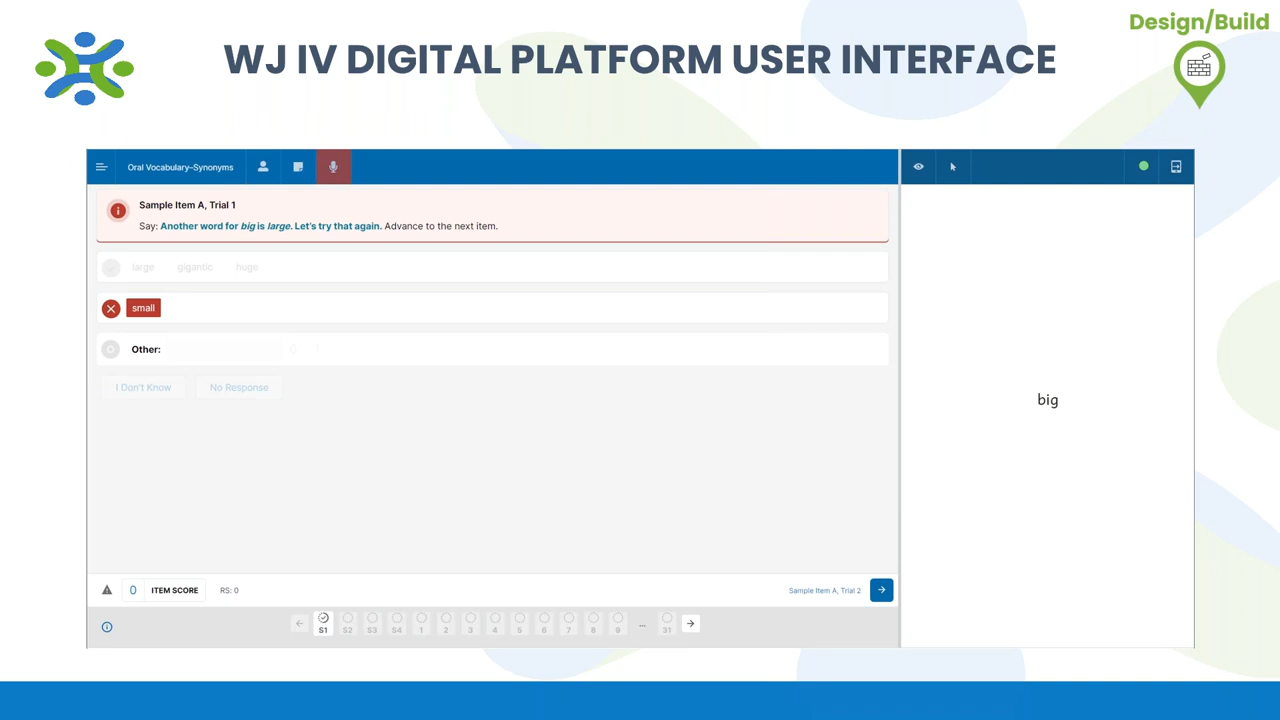 Design/Build
WJ IV DIGITAL PLATFORM USER INTERFACE
Oral Vocabulary–Synonyms
Sample Item A, Trial 1
Say: Another word for big is large. Let's try that again. Advance to the next item.
large gigantic huge
small
Other:
I Don't Know No Response
big
0 ITEM SCORE RS: 0 Sample Item A, Trial 2
S1 S2 S3 S4 1 2 3 4 5 6 7 8 9 ... 31